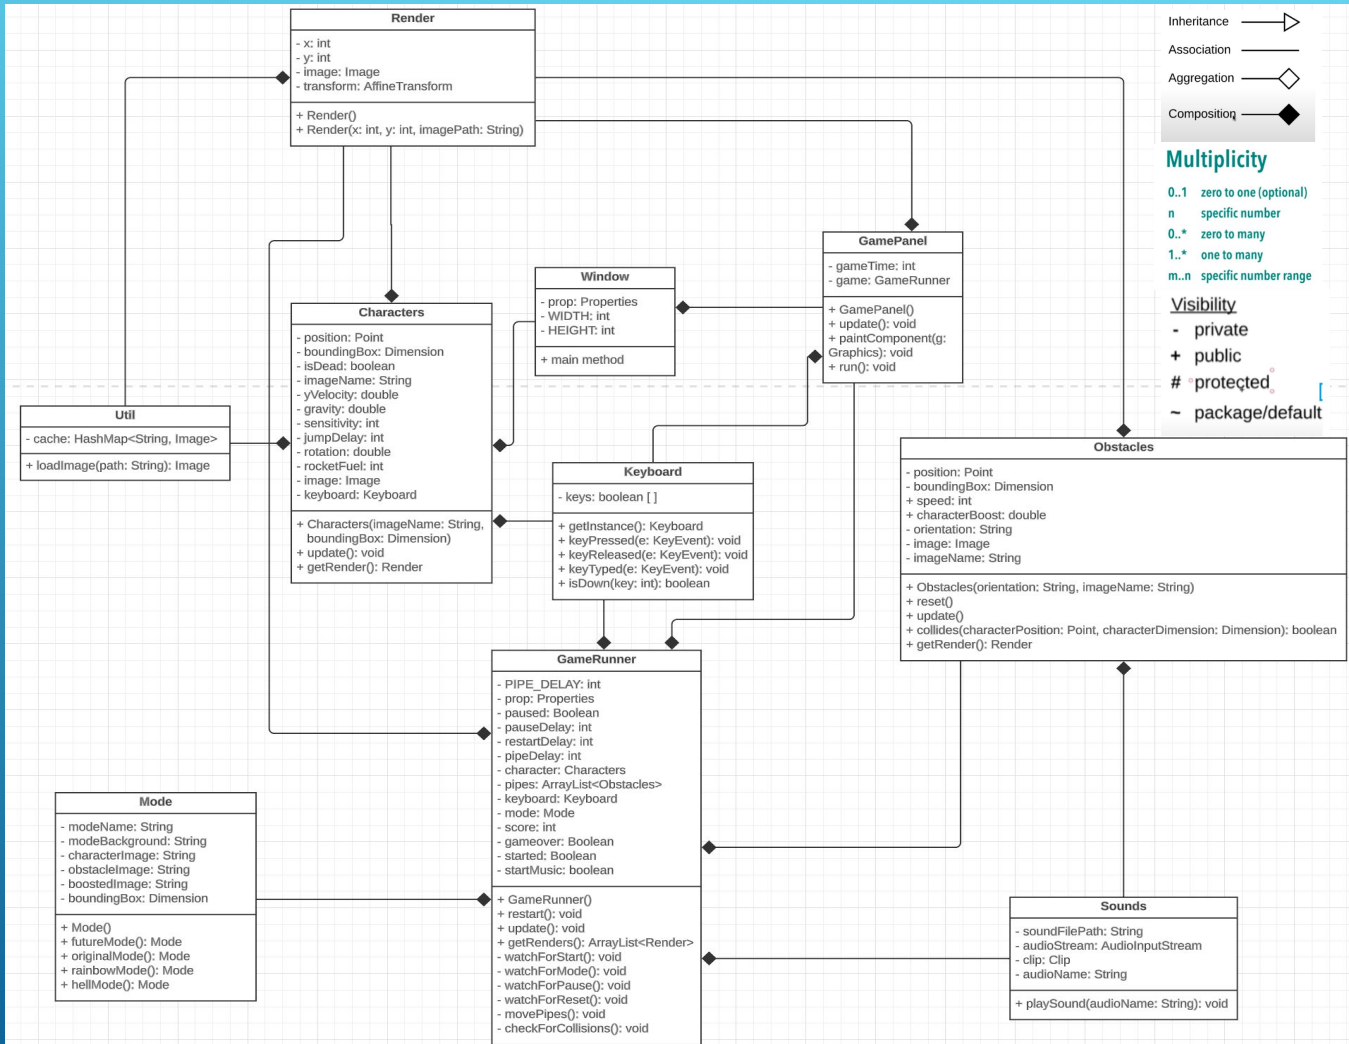 Render
- x: int
- y: int
- image: Image
- transform: AffineTransform
+ Render()
+ Render(x: int, y: int, imagePath: String)
Inheritance
Association
Aggregation
Composition
Multiplicity
0..1 zero to one (optional)
n specific number
0..* zero to many
1..* one to many
m..n specific number range
Visibility
- private
+ public
# protected
~ package/default
GamePanel
- gameTime: int
- game: GameRunner
+ GamePanel()
+ update(): void
+ paintComponent(g:
Graphics): void
+ run(): void
Window
- prop: Properties
- WIDTH: int
- HEIGHT: int
+ main method
Characters
- position: Point
- boundingBox: Dimension
- isDead: boolean
- imageName: String
- yVelocity: double
- gravity: double
- sensitivity: int
- jumpDelay: int
- rotation: double
- rocketFuel: int
- image: Image
- keyboard: Keyboard
+ Characters(imageName: String,
boundingBox: Dimension)
+ update(): void
+ getRender(): Render
Util
- cache: HashMap<String, Image>
+ loadImage(path: String): Image
Keyboard
- keys: boolean [ ]
+ getInstance(): Keyboard
+ keyPressed(e: KeyEvent): void
+ keyReleased(e: KeyEvent): void
+ keyTyped(e: KeyEvent): void
+ isDown(key: int): boolean
Obstacles
- position: Point
- boundingBox: Dimension
+ speed: int
+ characterBoost: double
- orientation: String
- image: Image
- imageName: String
+ Obstacles(orientation: String, imageName: String)
+ reset()
+ update()
+ collides(characterPosition: Point, characterDimension: Dimension): boolean
+ getRender(): Render
GameRunner
- PIPE_DELAY: int
- prop: Properties
- paused: Boolean
- pauseDelay: int
- restartDelay: int
- pipeDelay: int
- character: Characters
- pipes: ArrayList<Obstacles>
- keyboard: Keyboard
- mode: Mode
- score: int
- gameover: Boolean
- started: Boolean
- startMusic: boolean
+ GameRunner()
+ restart(): void
+ update(): void
+ getRenders(): ArrayList<Render>
- watchForStart(): void
- watchForMode(): void
- watchForPause(): void
- watchForReset(): void
- movePipes(): void
- checkForCollisions(): void
Mode
- modeName: String
- modeBackground: String
- characterImage: String
- obstacleImage: String
- boostedImage: String
- boundingBox: Dimension
+ Mode()
+ futureMode(): Mode
+ originalMode(): Mode
+ rainbowMode(): Mode
+ hellMode(): Mode
Sounds
- soundFilePath: String
- audioStream: AudioInputStream
- clip: Clip
- audioName: String
+ playSound(audioName: String): void